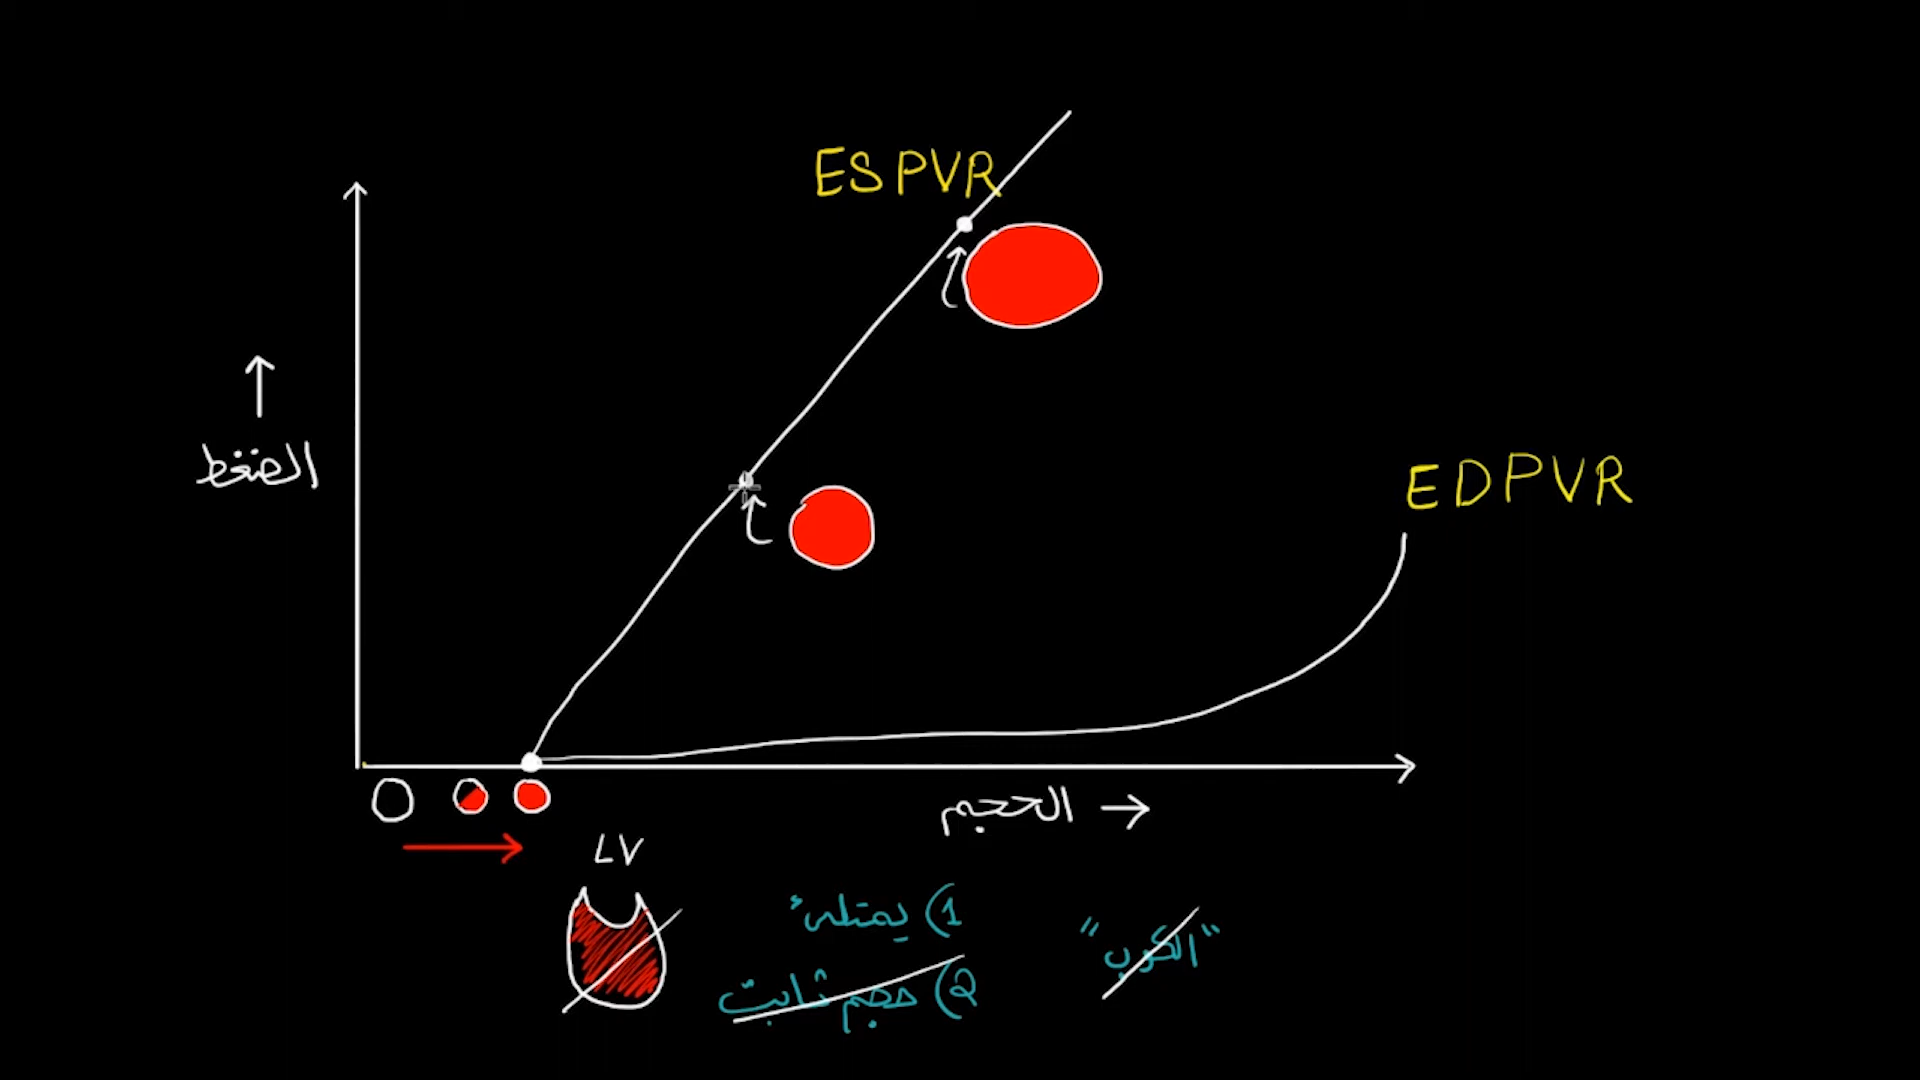 ESPVR
EDPVR
الضغط
الحجم
LV
1) يمتلئ
2) حجم ثابت
"الكوب"